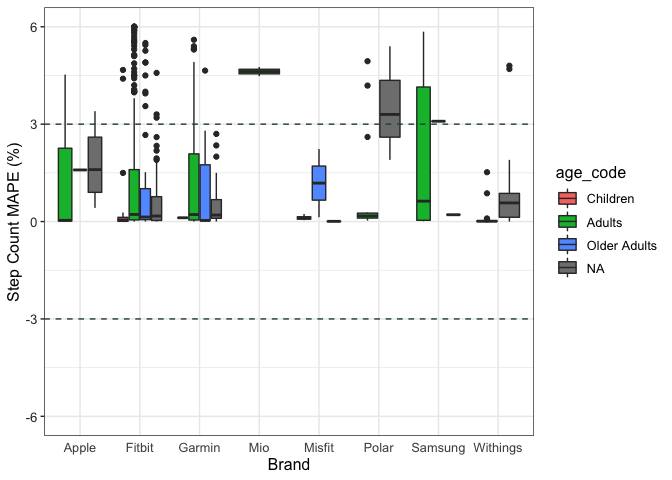 Step Count MAPE (%)
6
3
0
-3
-6
Apple Fitbit Garmin Mio Misfit Polar Samsung Withings
Brand
age_code
Children
Adults
Older Adults
NA